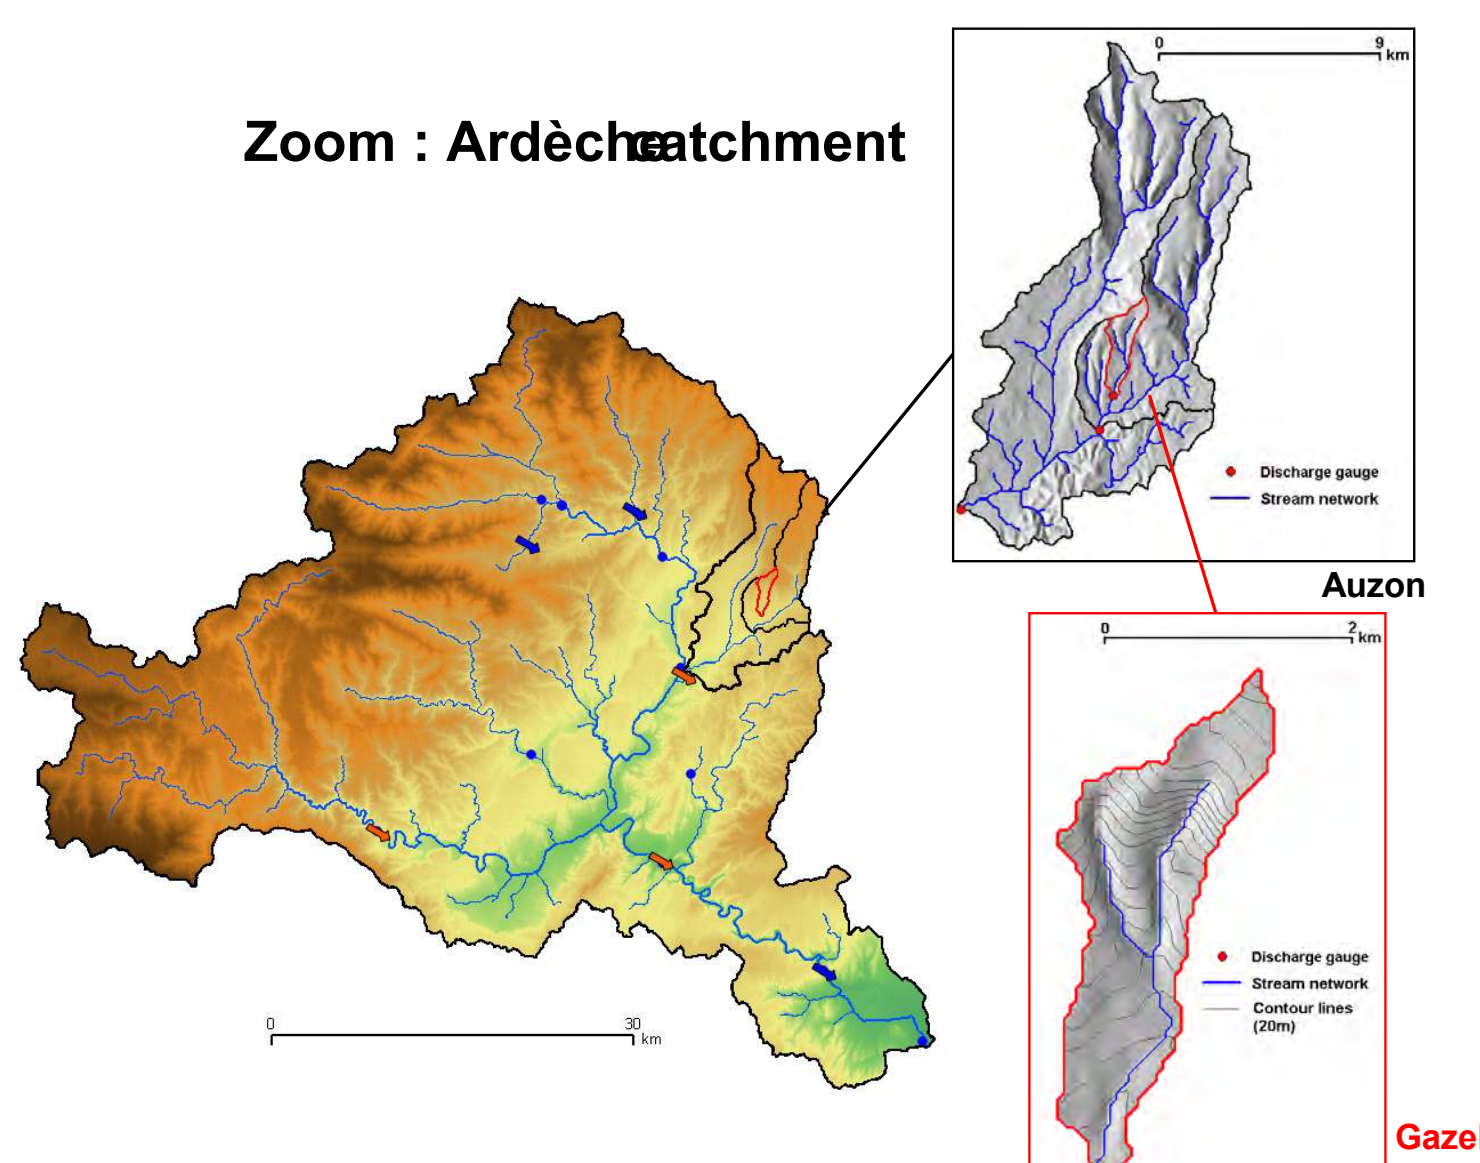 0 9 km
Zoom : Ardèche catchment
Discharge gauge
Stream network
Auzon
0 2 km
Discharge gauge
Stream network
Contour lines
(20m)
0 30 km